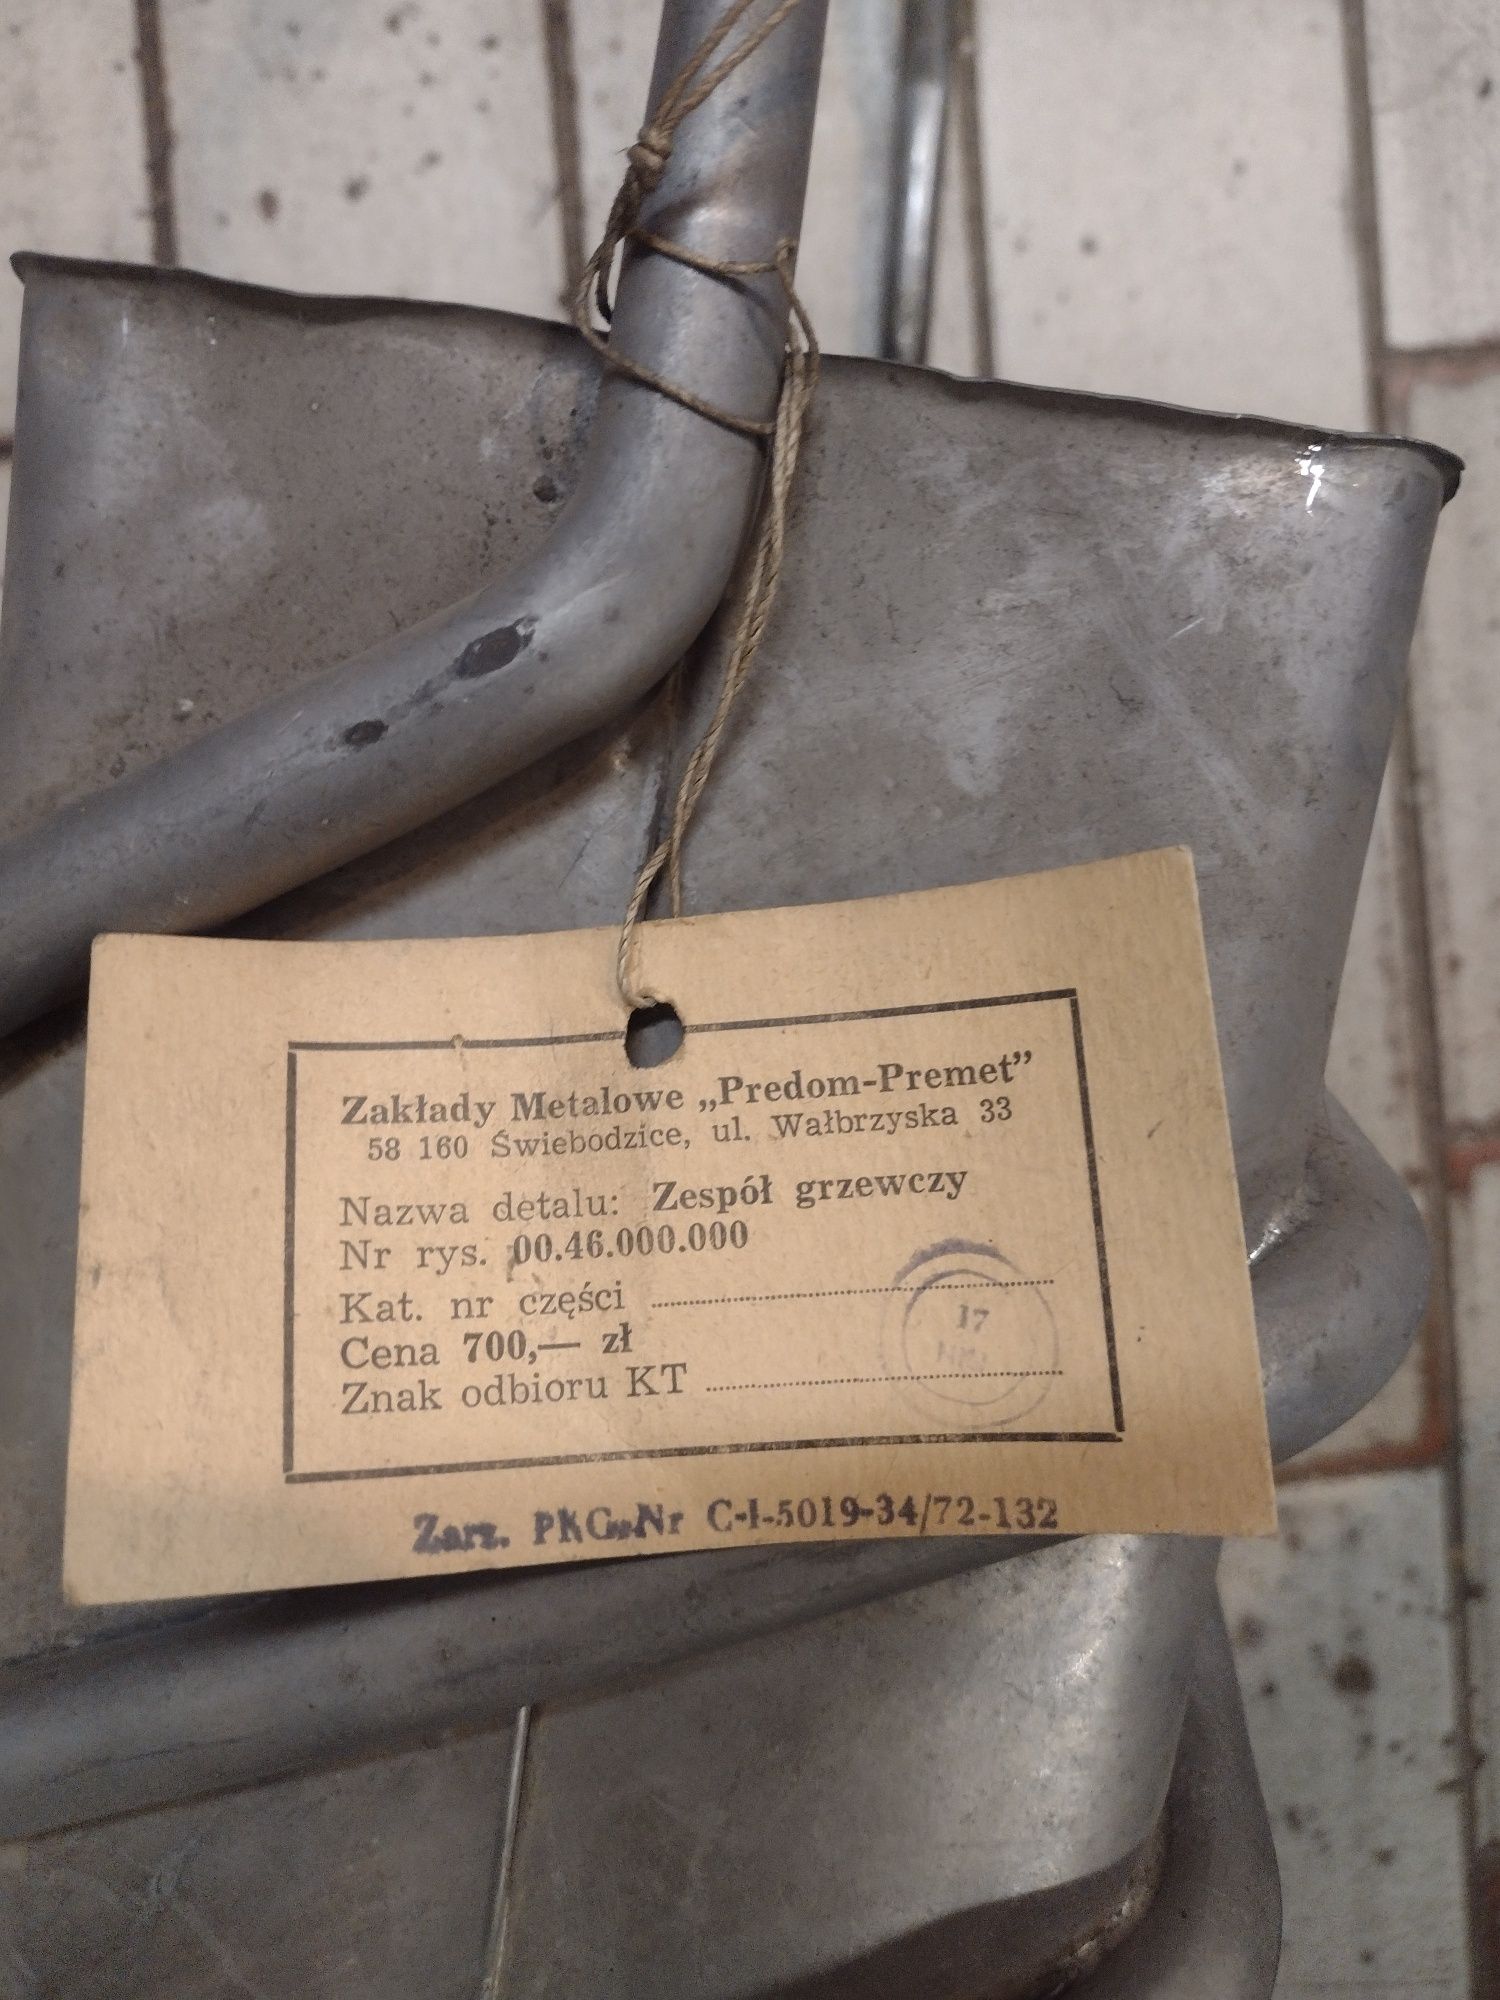 Zakłady Metalowe „Predom-Premet”
58 160 Świebodzice, ul. Wałbrzyska 33
Nazwa detalu: Zespół grzewczy
Nr rys. 00.46.000.000
Kat. nr części
Cena 700,— zł
17
Znak odbioru KT
Zarz. PKC-Nr C-I-5019-34/72-132